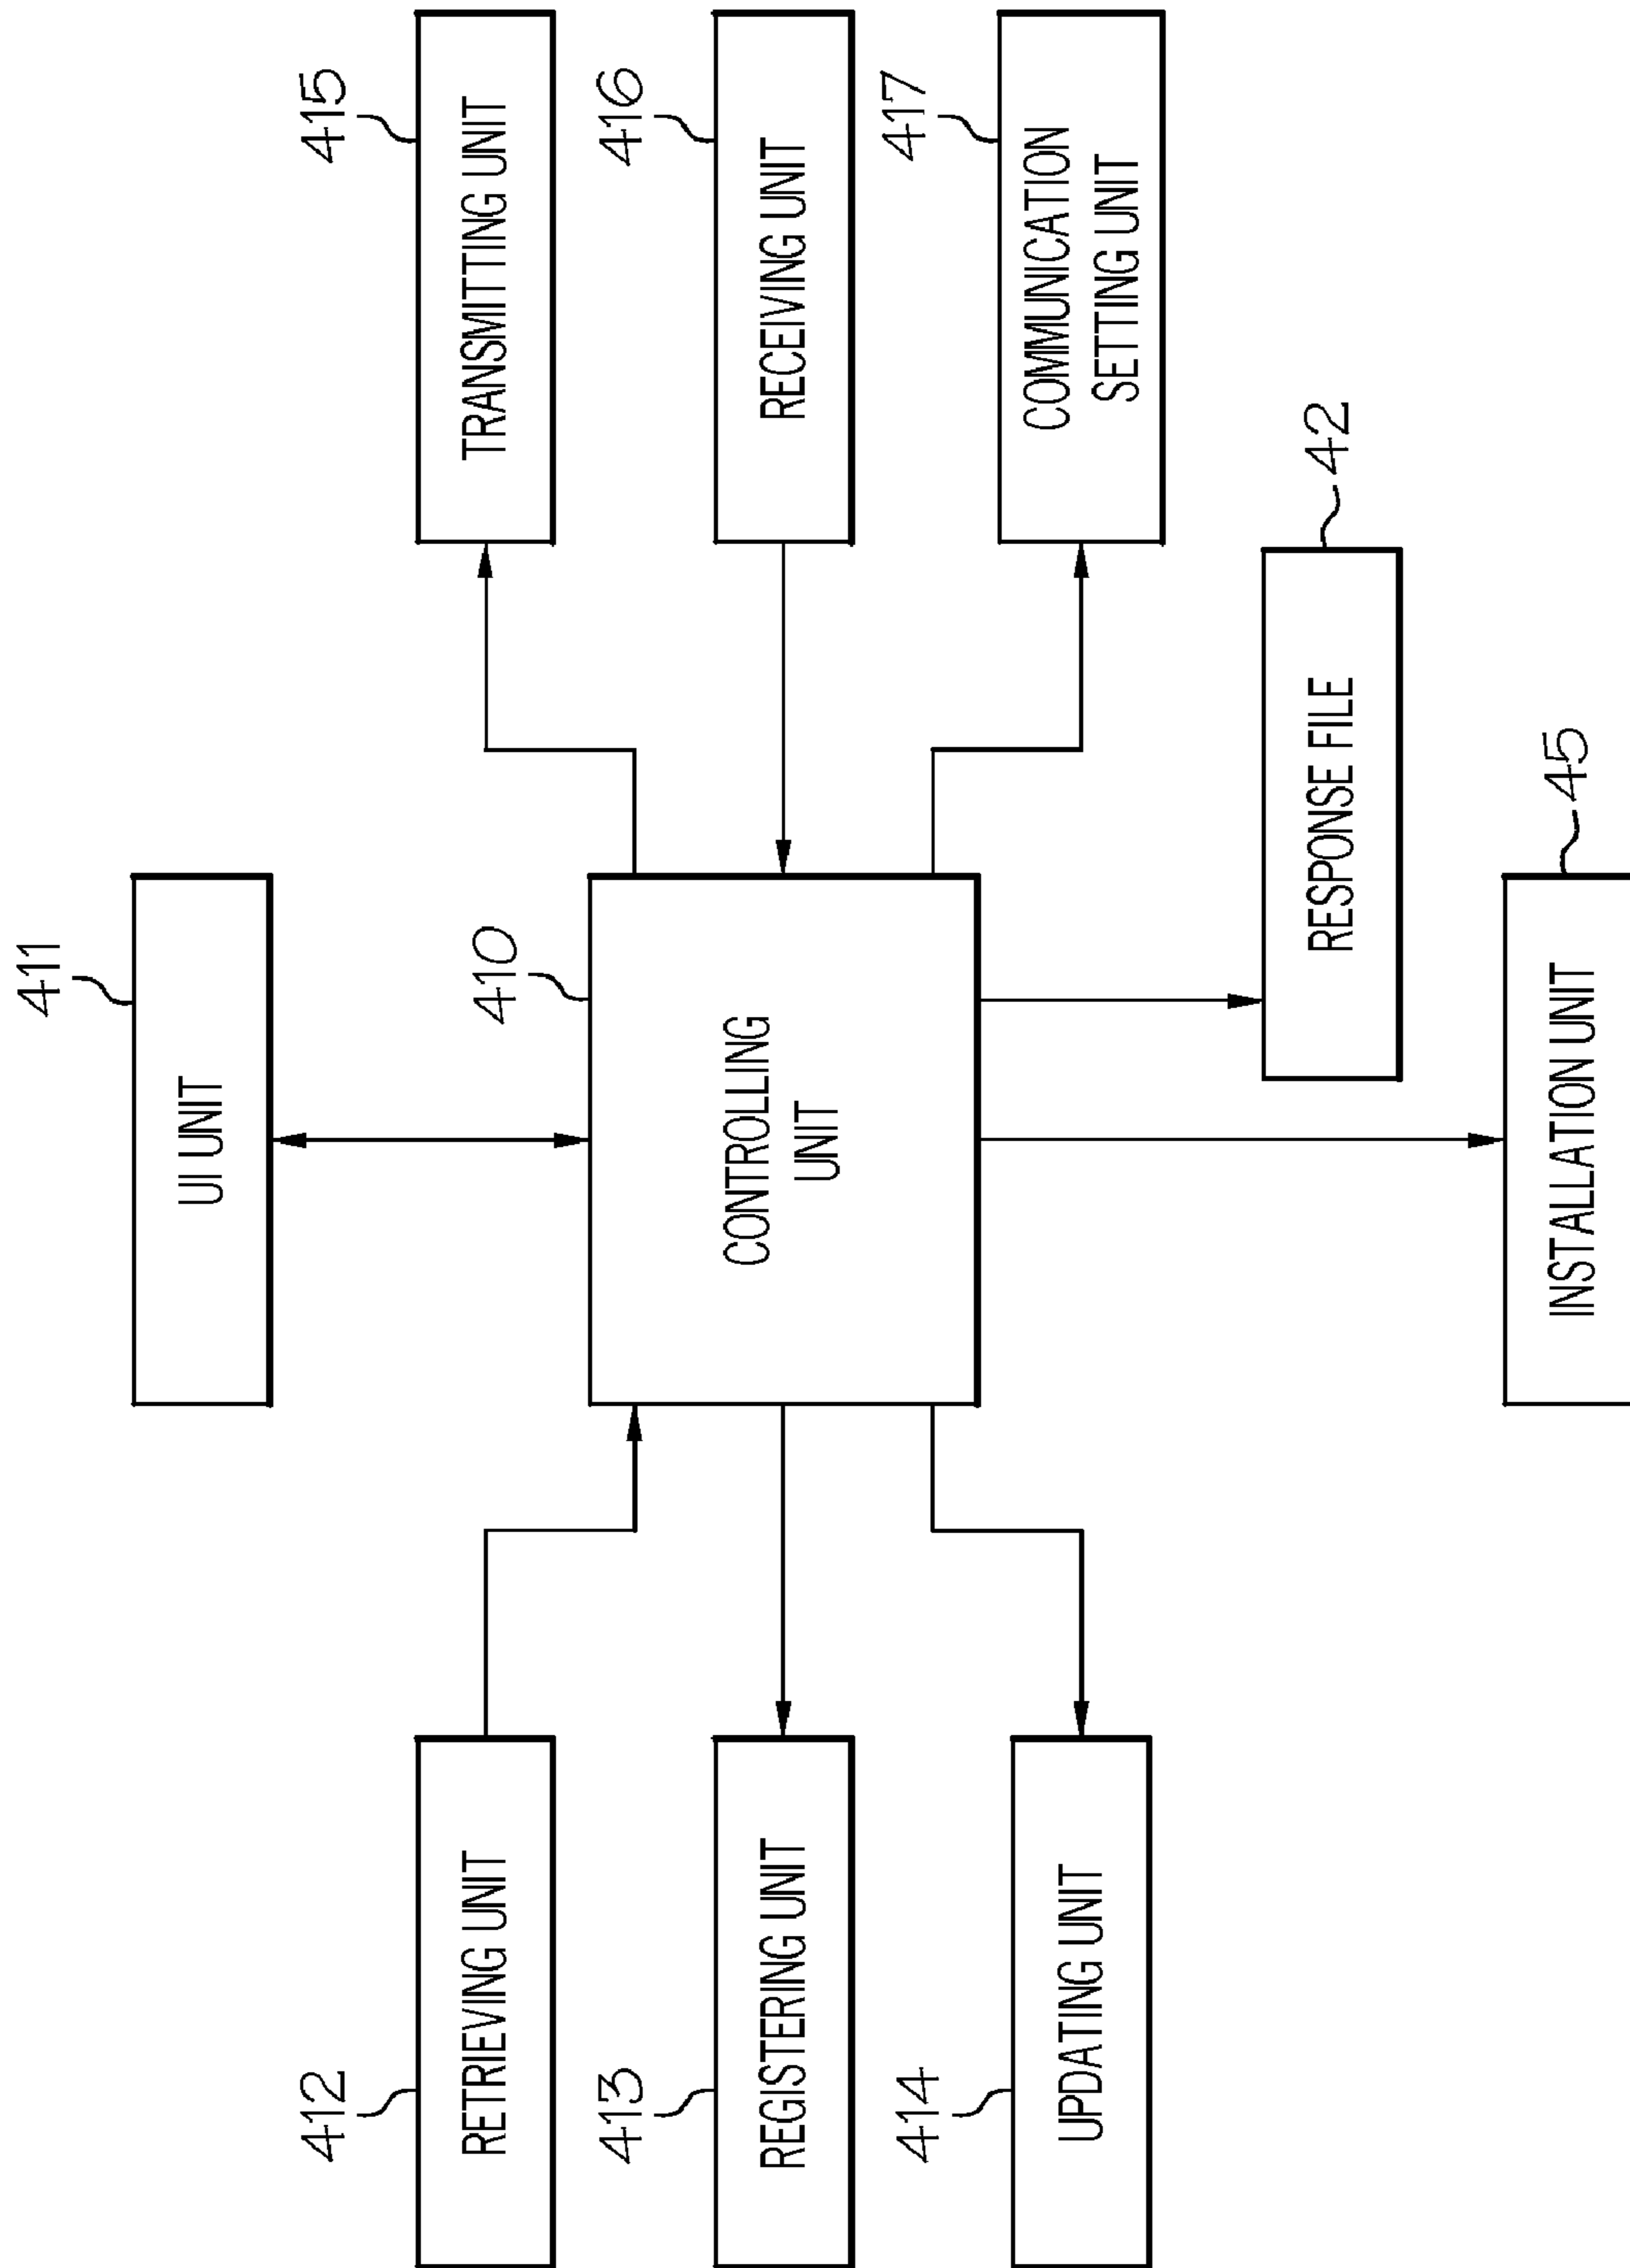 411
UI UNIT
412
RETRIEVING UNIT
410
415
TRANSMITTING UNIT
413
REGISTERING UNIT
CONTROLLING
UNIT
416
RECEIVING UNIT
414
UPDATING UNIT
417
COMMUNICATION
SETTING UNIT
42
RESPONSE FILE
45
INSTALLATION UNIT